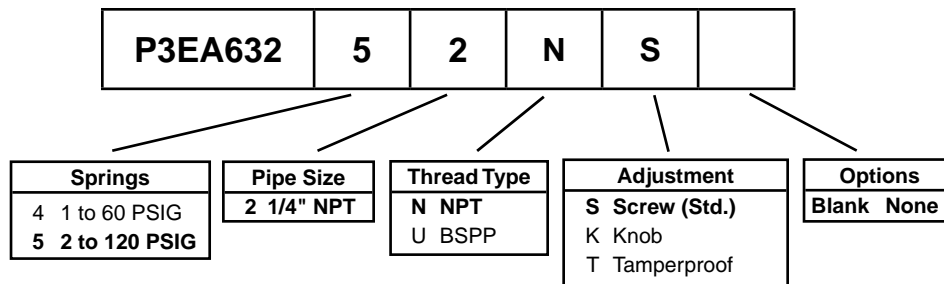 P3EA632 5 2 N S
Springs
4 1 to 60 PSIG
5 2 to 120 PSIG
Pipe Size
2 1/4" NPT
Thread Type
N NPT
U BSPP
Adjustment
S Screw (Std.)
K Knob
T Tamperproof
Options
Blank None